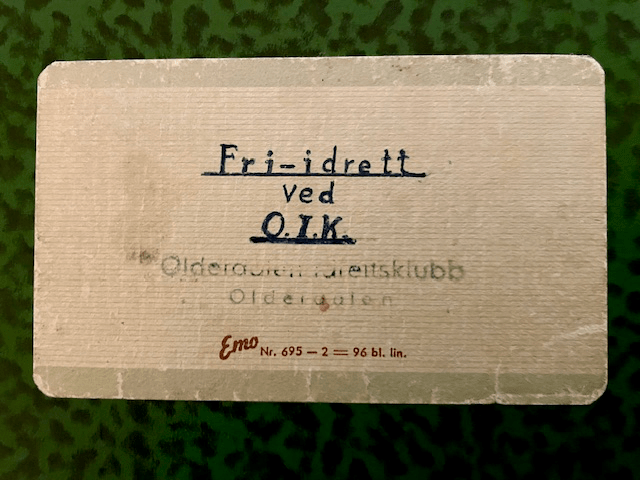 Fri-idrett
ved
O.I.K.
Olderdalen Idrettsklubb
Olderdalen
Emo Nr. 695 — 2 = 96 bl. lin.